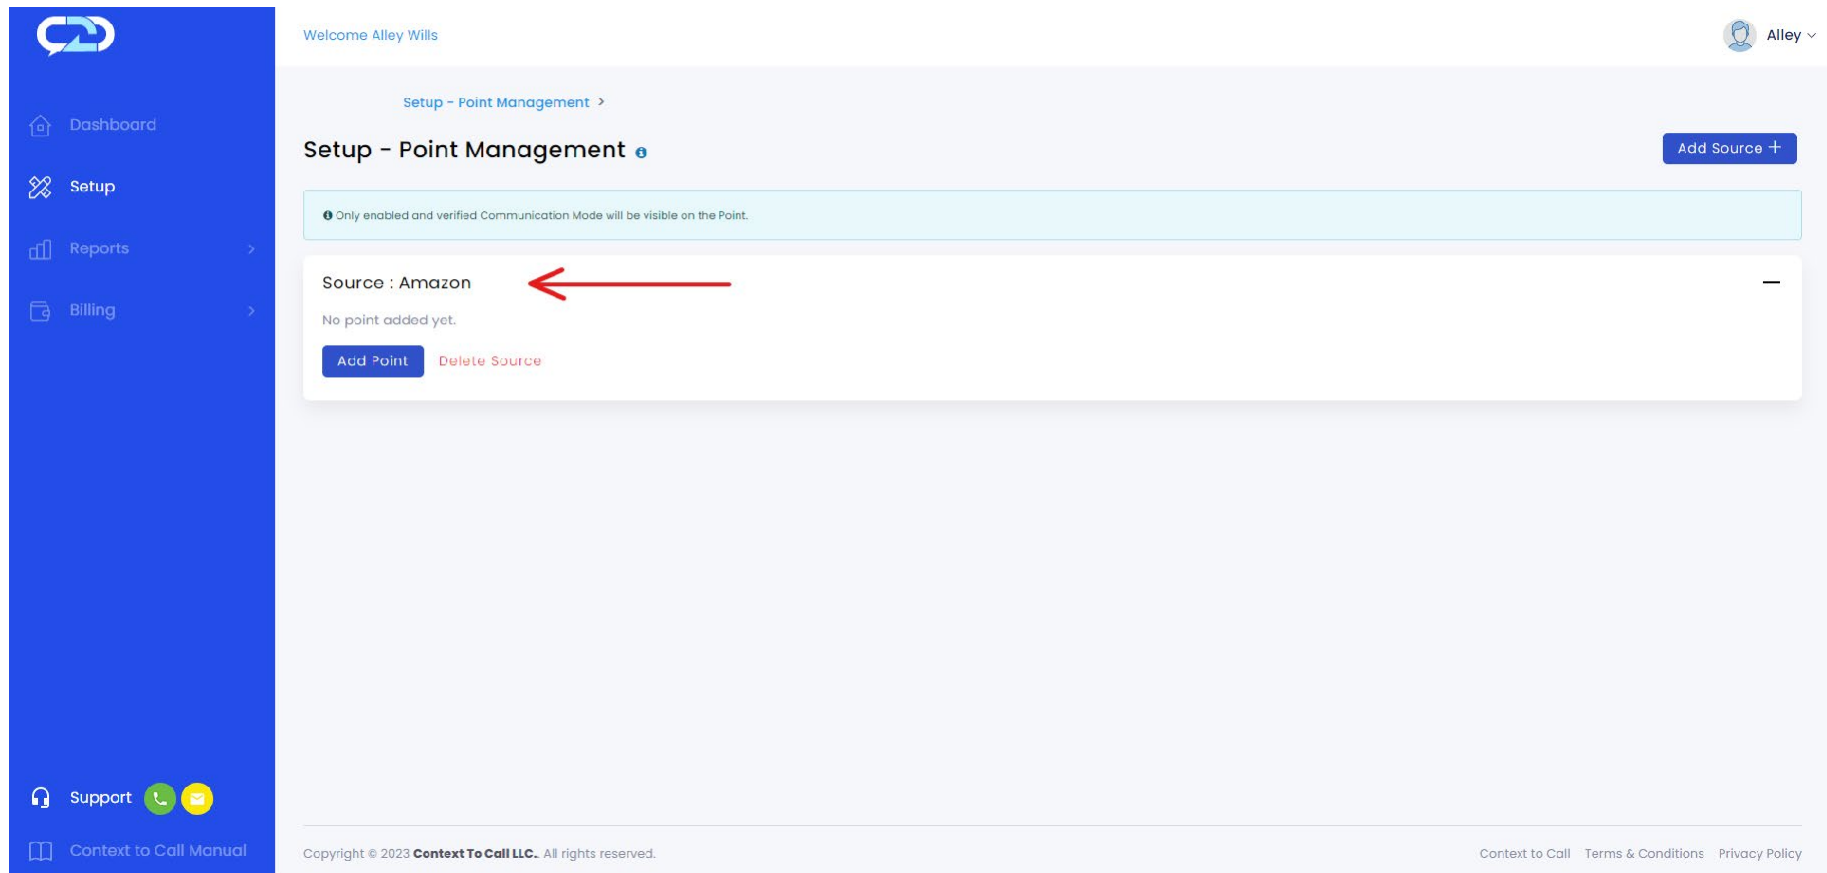 Welcome Alley Wills
Alley
Dashboard
Setup
Reports
Billing
Support
Context to Call Manual
Setup - Point Management >
Setup - Point Management
Add Source +
Only enabled and verified Communication Mode will be visible on the Point.
Source : Amazon
No point added yet.
Add Point Delete Source
Copyright © 2023 Context To Call LLC.. All rights reserved.
Context to Call Terms & Conditions Privacy Policy